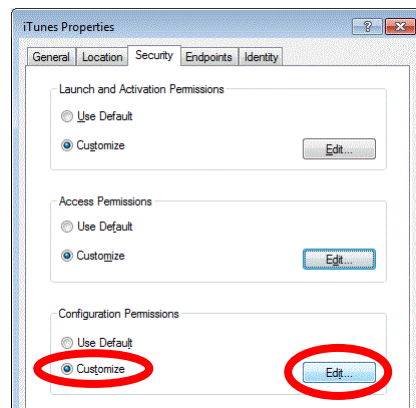 iTunes Properties
General Location Security Endpoints Identity
Launch and Activation Permissions
Use Default
Customize Edit...
Access Permissions
Use Default
Customize Edit...
Configuration Permissions
Use Default
Customize Edit...